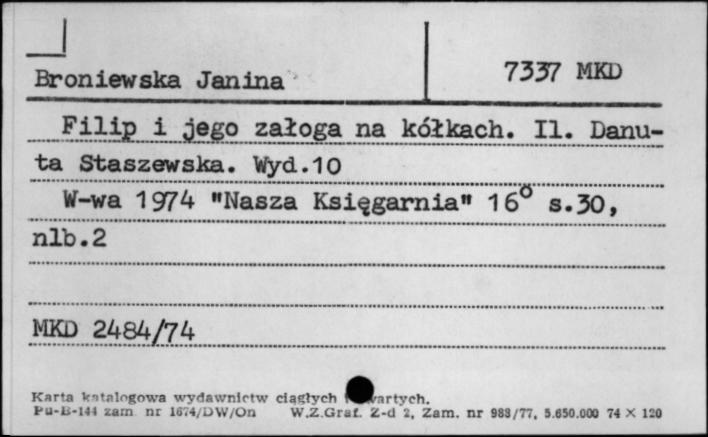 Broniewska Janina
7337 MKD
Filip i jego załoga na kółkach. Il. Danu-
ta Staszewska. Wyd.10
W-wa 1974 "Nasza Księgarnia" 16° s.30,
nlb.2
MKD 2484/74
Karta katalogowa wydawnictw ciągłych
Pu-B-144 zam. nr 1674/DW/On W.Z.Graf. Z-d 2, Zam. nr 988/77, 5.650.000 74 × 120